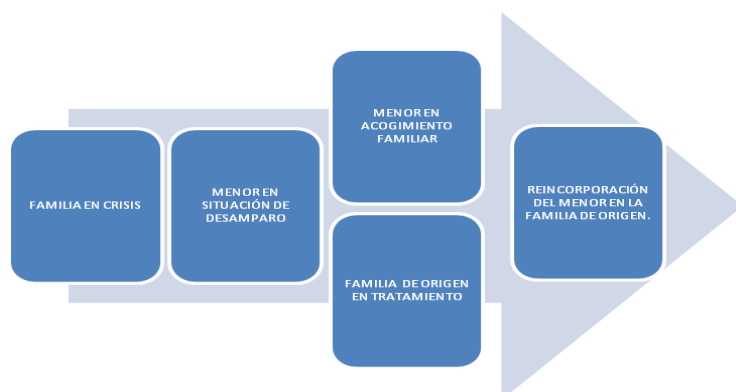 FAMILIA EN CRISIS
MENOR EN
SITUACIÓN DE
DESAMPARO
MENOR EN
ACOGIMIENTO
FAMILIAR
FAMILIA DE ORIGEN
EN TRATAMIENTO
REINCORPORACIÓN
DEL MENOR EN LA
FAMILIA DE ORIGEN.